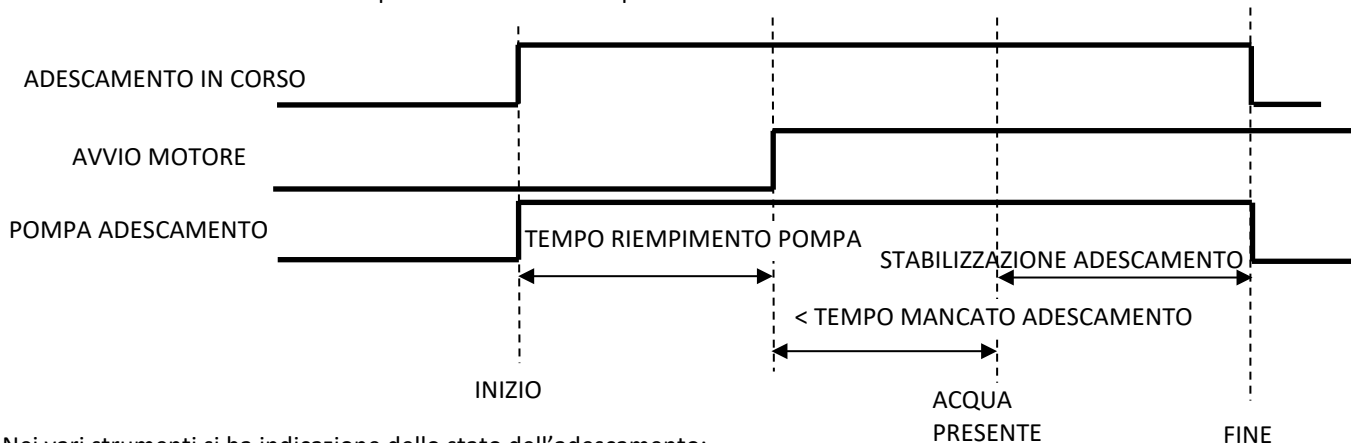 ADESCAMENTO IN CORSO
AVVIO MOTORE
POMPA ADESCAMENTO
TEMPO RIEMPIMENTO POMPA
STABILIZZAZIONE ADESCAMENTO
< TEMPO MANCATO ADESCAMENTO
INIZIO
ACQUA
PRESENTE
FINE
Nei vari strumenti si ha indicazione dello stato dell'adescamento: